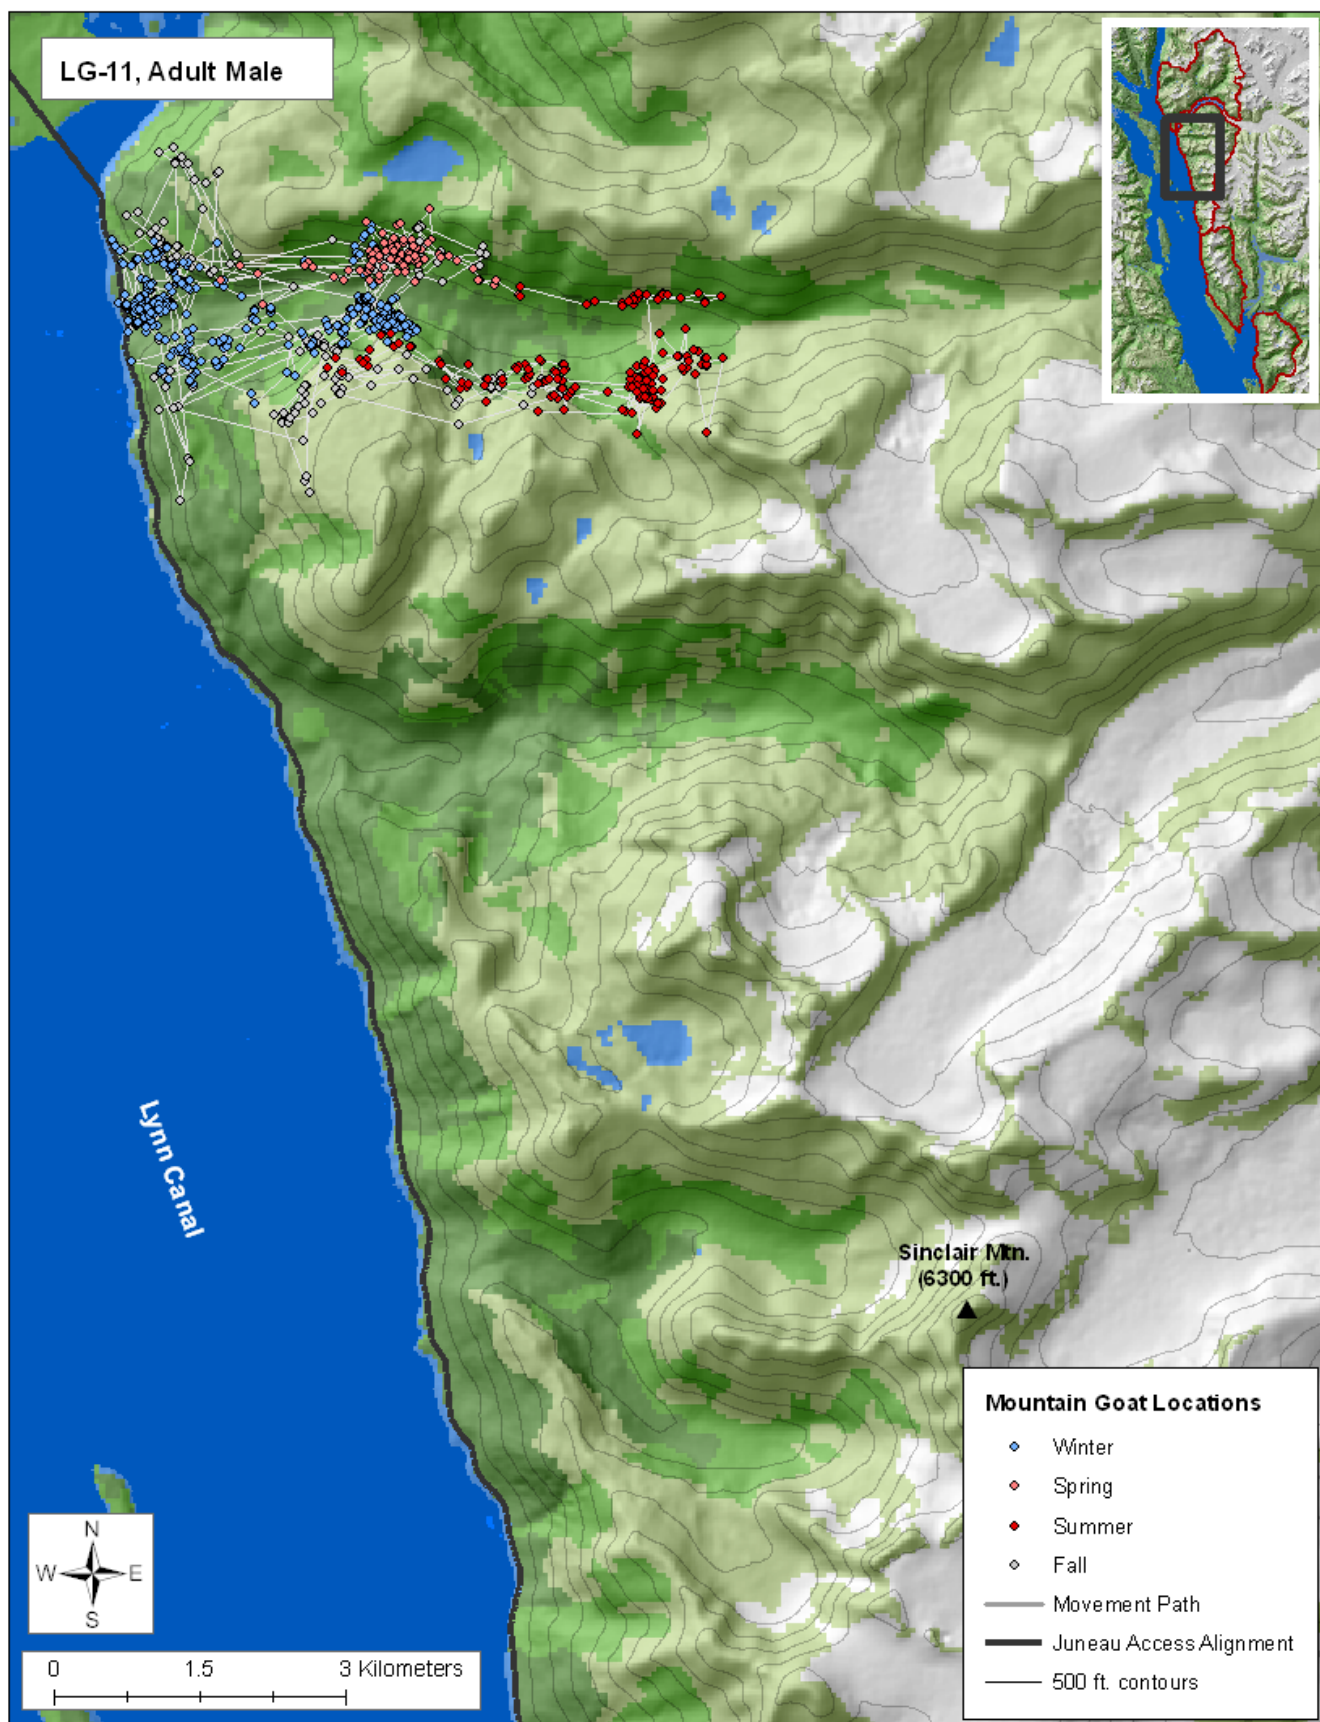 LG-11, Adult Male
Lynn Canal
Sinclair Mtn.
(6300 ft.)
Mountain Goat Locations
Winter
Spring
Summer
Fall
Movement Path
Juneau Access Alignment
500 ft. contours
N
W E
S
0 1.5 3 Kilometers